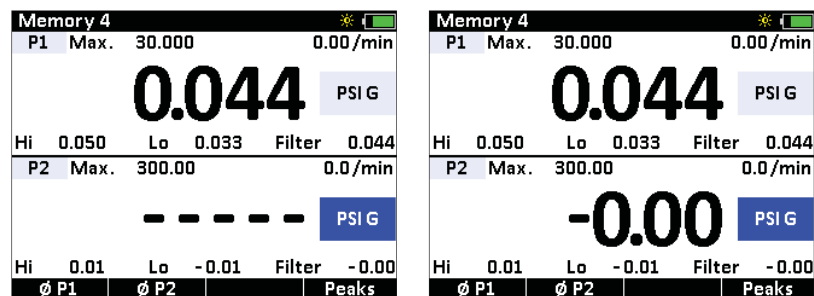 Memory 4
P1 Max. 30.000 0.00/min
0.044 PSI G
Hi 0.050 Lo 0.033 Filter 0.044
P2 Max. 300.00 0.0/min
- - - - - PSI G
Hi 0.01 Lo -0.01 Filter -0.00
Ø P1 Ø P2 Peaks
Memory 4
P1 Max. 30.000 0.00/min
0.044 PSI G
Hi 0.050 Lo 0.033 Filter 0.044
P2 Max. 300.00 0.0/min
-0.00 PSI G
Hi 0.01 Lo -0.01 Filter -0.00
Ø P1 Ø P2 Peaks